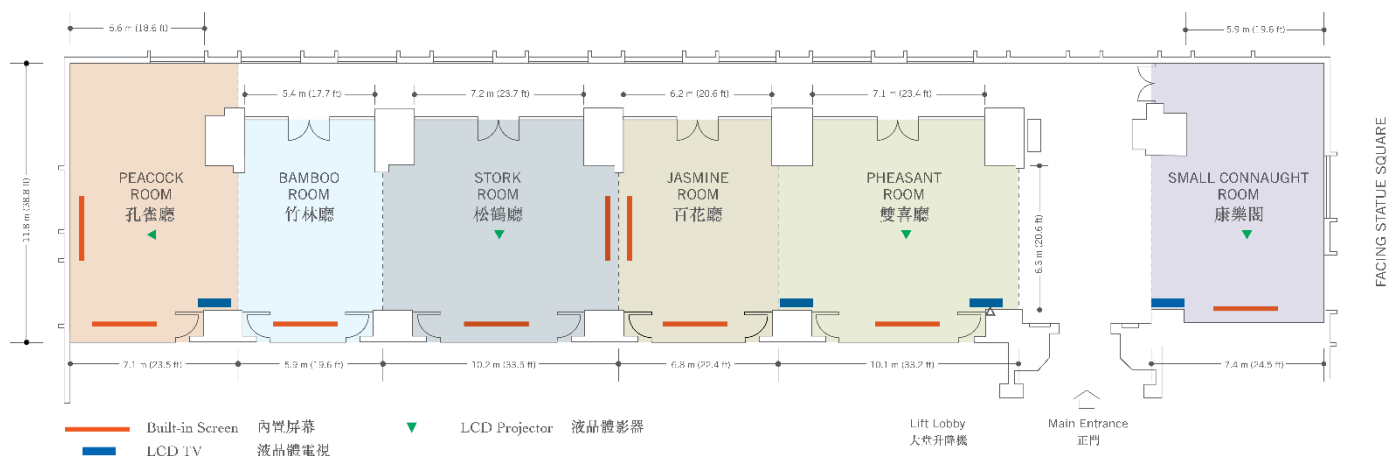 6.6 m (18.6 ft)
5.9 m (19.6 ft)
5.4 m (17.7 ft)
7.2 m (23.7 ft)
6.2 m (20.6 ft)
7.1 m (23.4 ft)
11.8 m (38.8 ft)
PEACOCK
ROOM
孔雀廳
BAMBOO
ROOM
竹林廳
STORK
ROOM
松鶴廳
JASMINE
ROOM
百花廳
PHEASANT
ROOM
雙喜廳
6.3 m (20.6 ft)
SMALL CONNAUGHT
ROOM
康樂閣
FACING STATUE SQUARE
7.1 m (23.5 ft)
5.9 m (19.6 ft)
10.2 m (33.3 ft)
6.8 m (22.4 ft)
10.1 m (33.2 ft)
7.4 m (24.5 ft)
Built-in Screen 內置屏幕
LCD Projector 液晶體影器
LCD TV 液晶體電視
Lift Lobby
大堂升降機
Main Entrance
正門